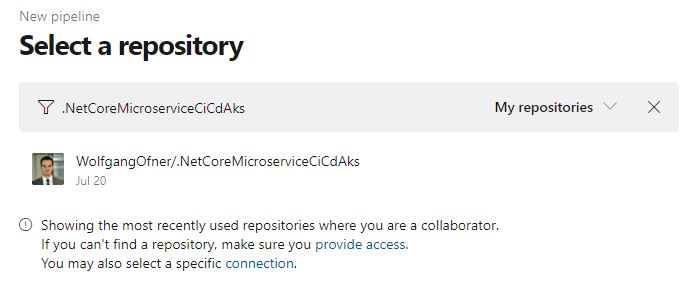 New pipeline
Select a repository
.NetCoreMicroserviceCiCdAks My repositories
WolfgangOfner/.NetCoreMicroserviceCiCdAks
Jul 20
Showing the most recently used repositories where you are a collaborator.
If you can't find a repository, make sure you provide access.
You may also select a specific connection.